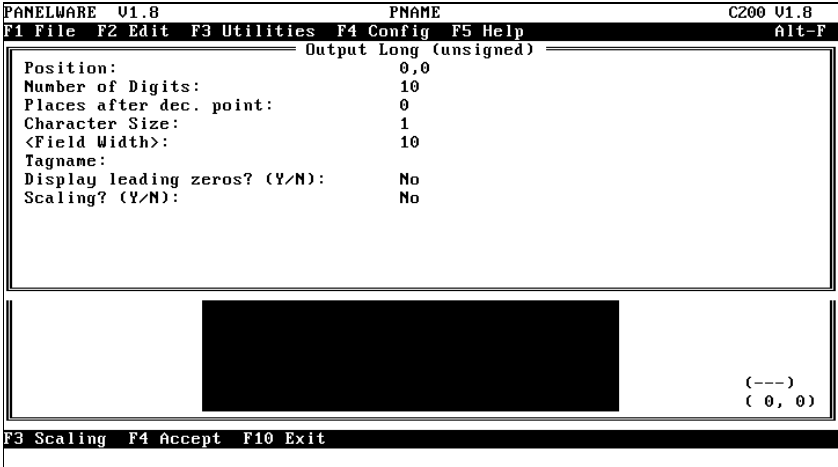 PANELWARE V1.8 PNAME C200 V1.8
F1 File F2 Edit F3 Utilities F4 Config F5 Help Alt-F
Output Long (unsigned)
Position: 0,0
Number of Digits: 10
Places after dec. point: 0
Character Size: 1
<Field Width>: 10
Tagname:
Display leading zeros? (Y/N): No
Scaling? (Y/N): No
(---)
( 0, 0)
F3 Scaling F4 Accept F10 Exit